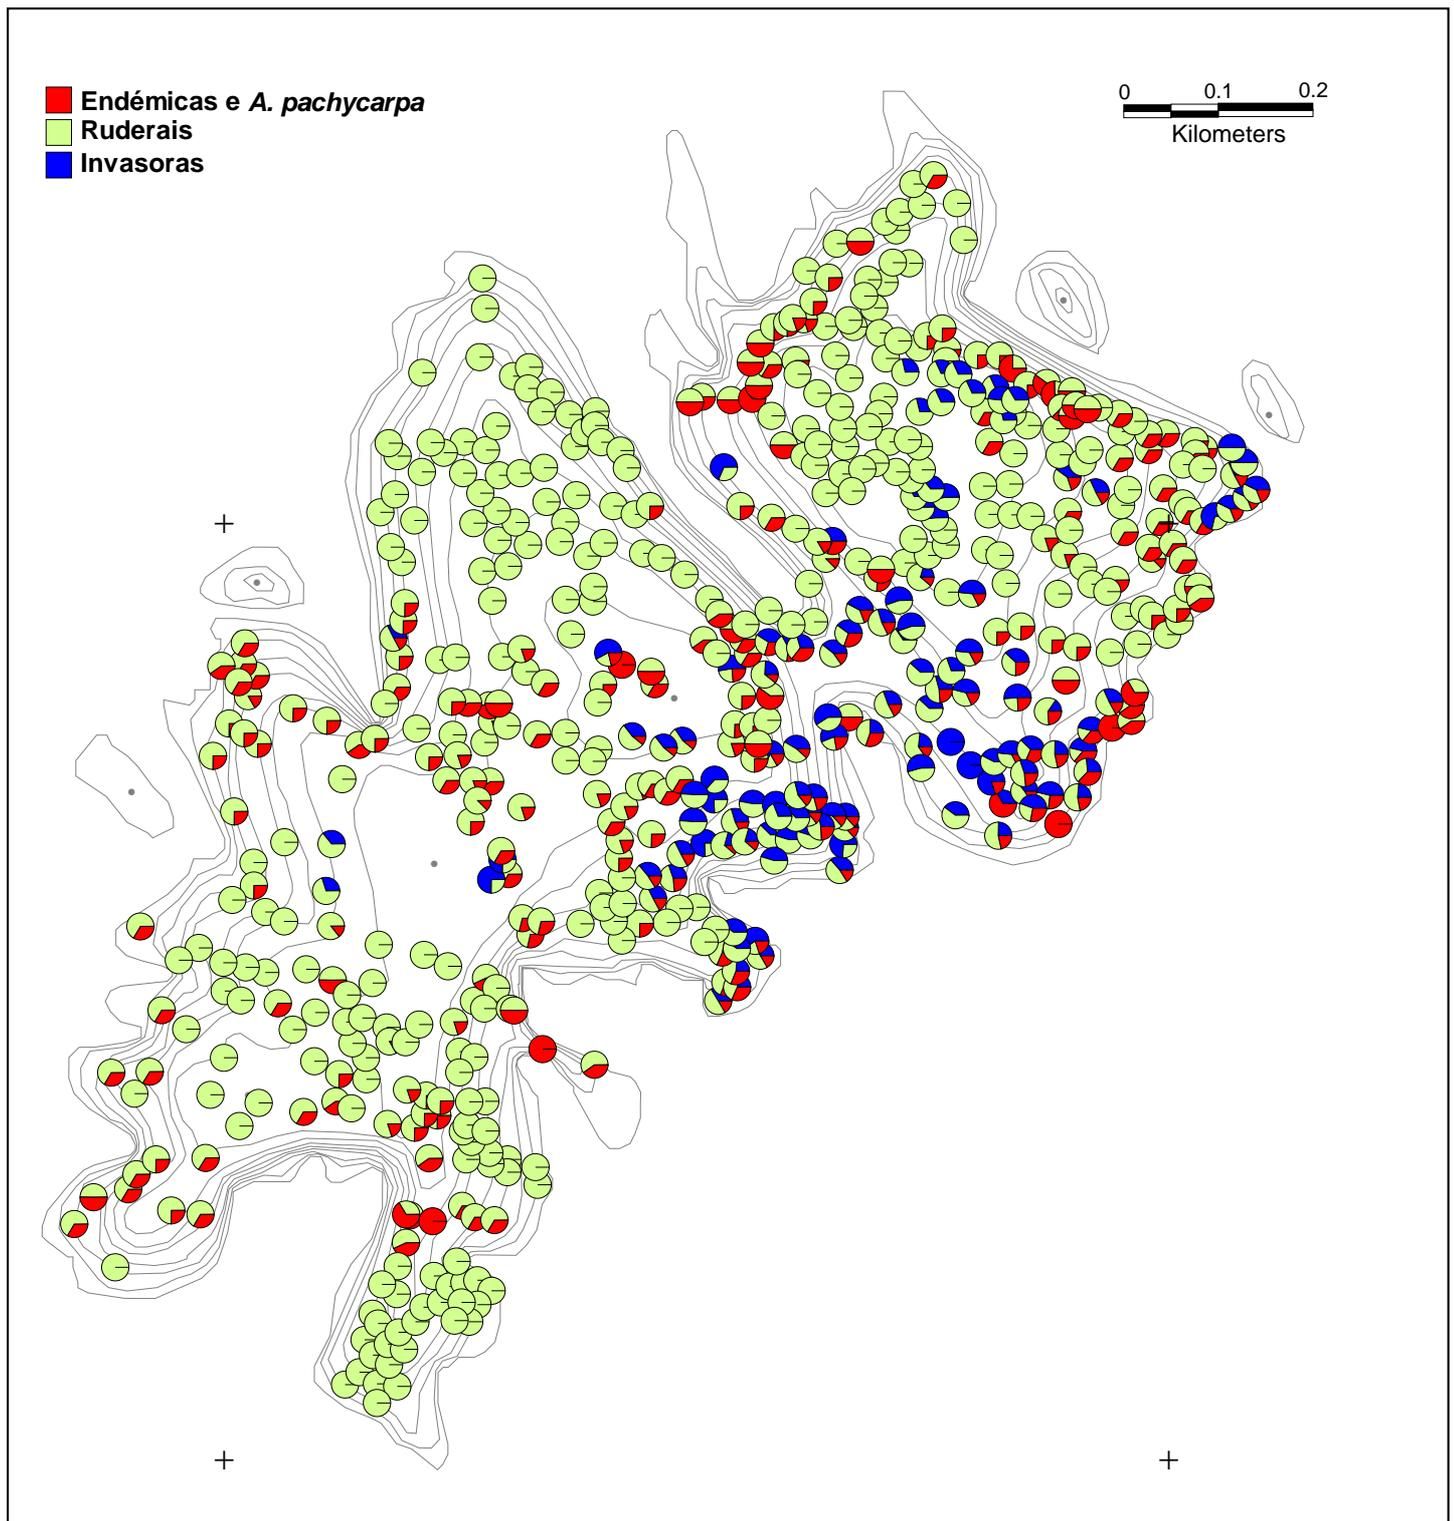 Endémicas e A. pachycarpa
Ruderais
Invasoras
0 0.1 0.2
Kilometers